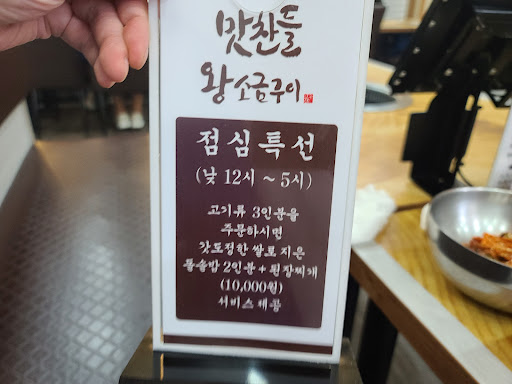 맛찬들
왕소금구이
점심특선
(낮 12시 ~ 5시)
고기류 3인분을
주문하시면
갓도정한 쌀로 지은
돌솥밥 2인분 + 된장찌개
(10,000원)
서비스 제공